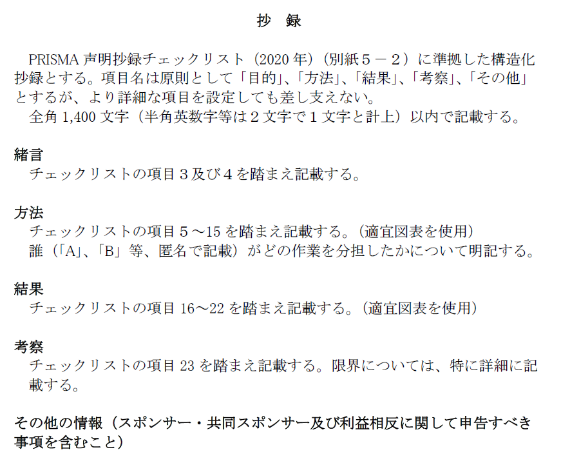 抄 録
PRISMA 声明抄録チェックリスト（2020 年）（別紙５－２）に準拠した構造化
抄録とする。項目名は原則として「目的」、「方法」、「結果」、「考察」、「その他」
とするが、より詳細な項目を設定しても差し支えない。
全角 1,400 文字（半角英数字等は２文字で１文字と計上）以内で記載する。
緒言
チェックリストの項目３及び４を踏まえ記載する。
方法
チェックリストの項目５～15 を踏まえ記載する。（適宜図表を使用）
誰（「A」、「B」等、匿名で記載）がどの作業を分担したかについて明記する。
結果
チェックリストの項目 16～22 を踏まえ記載する。（適宜図表を使用）
考察
チェックリストの項目 23 を踏まえ記載する。限界については、特に詳細に記
載する。
その他の情報（スポンサー・共同スポンサー及び利益相反に関して申告すべき
事項を含むこと）